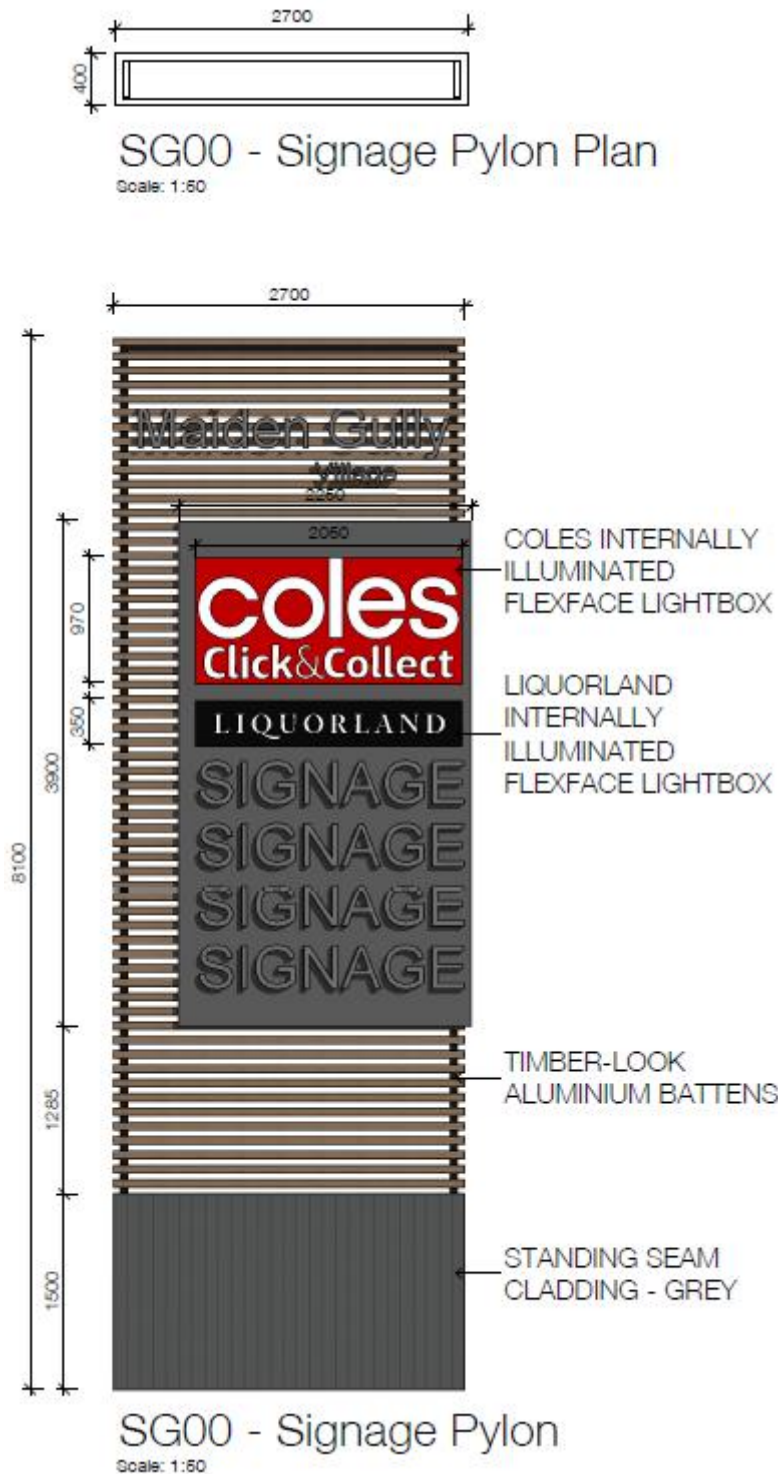 2700
400
SG00 - Signage Pylon Plan
Scale: 1:50
2700
8100
Maiden Gully
Village
2250
2050
3900
970
coles
Click&Collect
COLES INTERNALLY
ILLUMINATED
FLEXFACE LIGHTBOX
350
LIQUORLAND
LIQUORLAND
INTERNALLY
ILLUMINATED
FLEXFACE LIGHTBOX
SIGNAGE
SIGNAGE
SIGNAGE
SIGNAGE
1285
TIMBER-LOOK
ALUMINIUM BATTENS
1500
STANDING SEAM
CLADDING - GREY
SG00 - Signage Pylon
Scale: 1:50